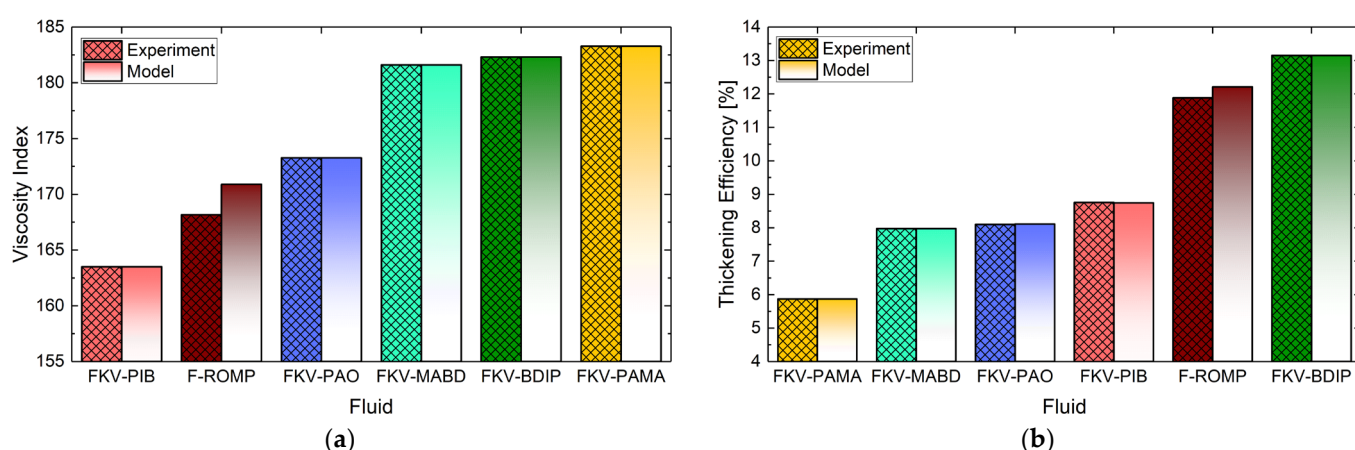 185
180
175
170
165
160
155
Viscosity Index
Experiment
Model
FKV-PIB F-ROMP FKV-PAO FKV-MABD FKV-BDIP FKV-PAMA
Fluid
(a)
14
13
12
11
10
9
8
7
6
5
4
Thickening Efficiency [%]
Experiment
Model
FKV-PAMA FKV-MABD FKV-PAO FKV-PIB F-ROMP FKV-BDIP
Fluid
(b)